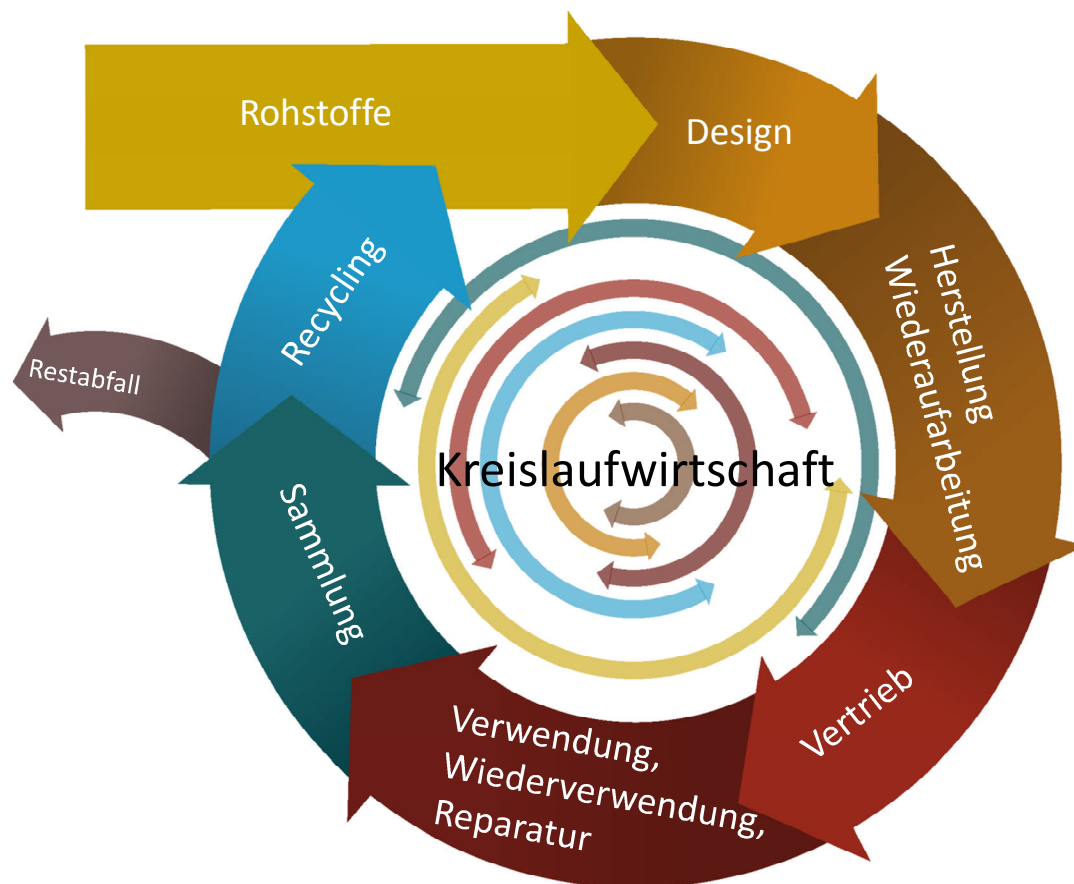 Rohstoffe
Design
Herstellung
Wiederaufarbeitung
Vertrieb
Verwendung,
Wiederverwendung,
Reparatur
Sammlung
Recycling
Restabfall
Kreislaufwirtschaft